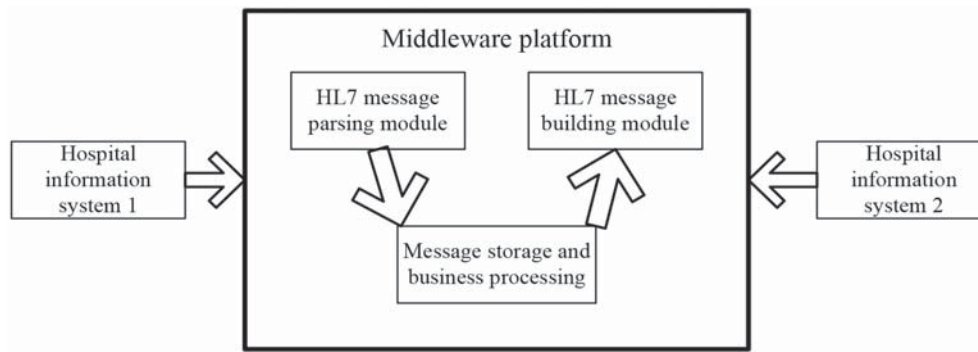 Middleware platform
HL7 message
parsing module
HL7 message
building module
Hospital
information
system 1
Hospital
information
system 2
Message storage and
business processing